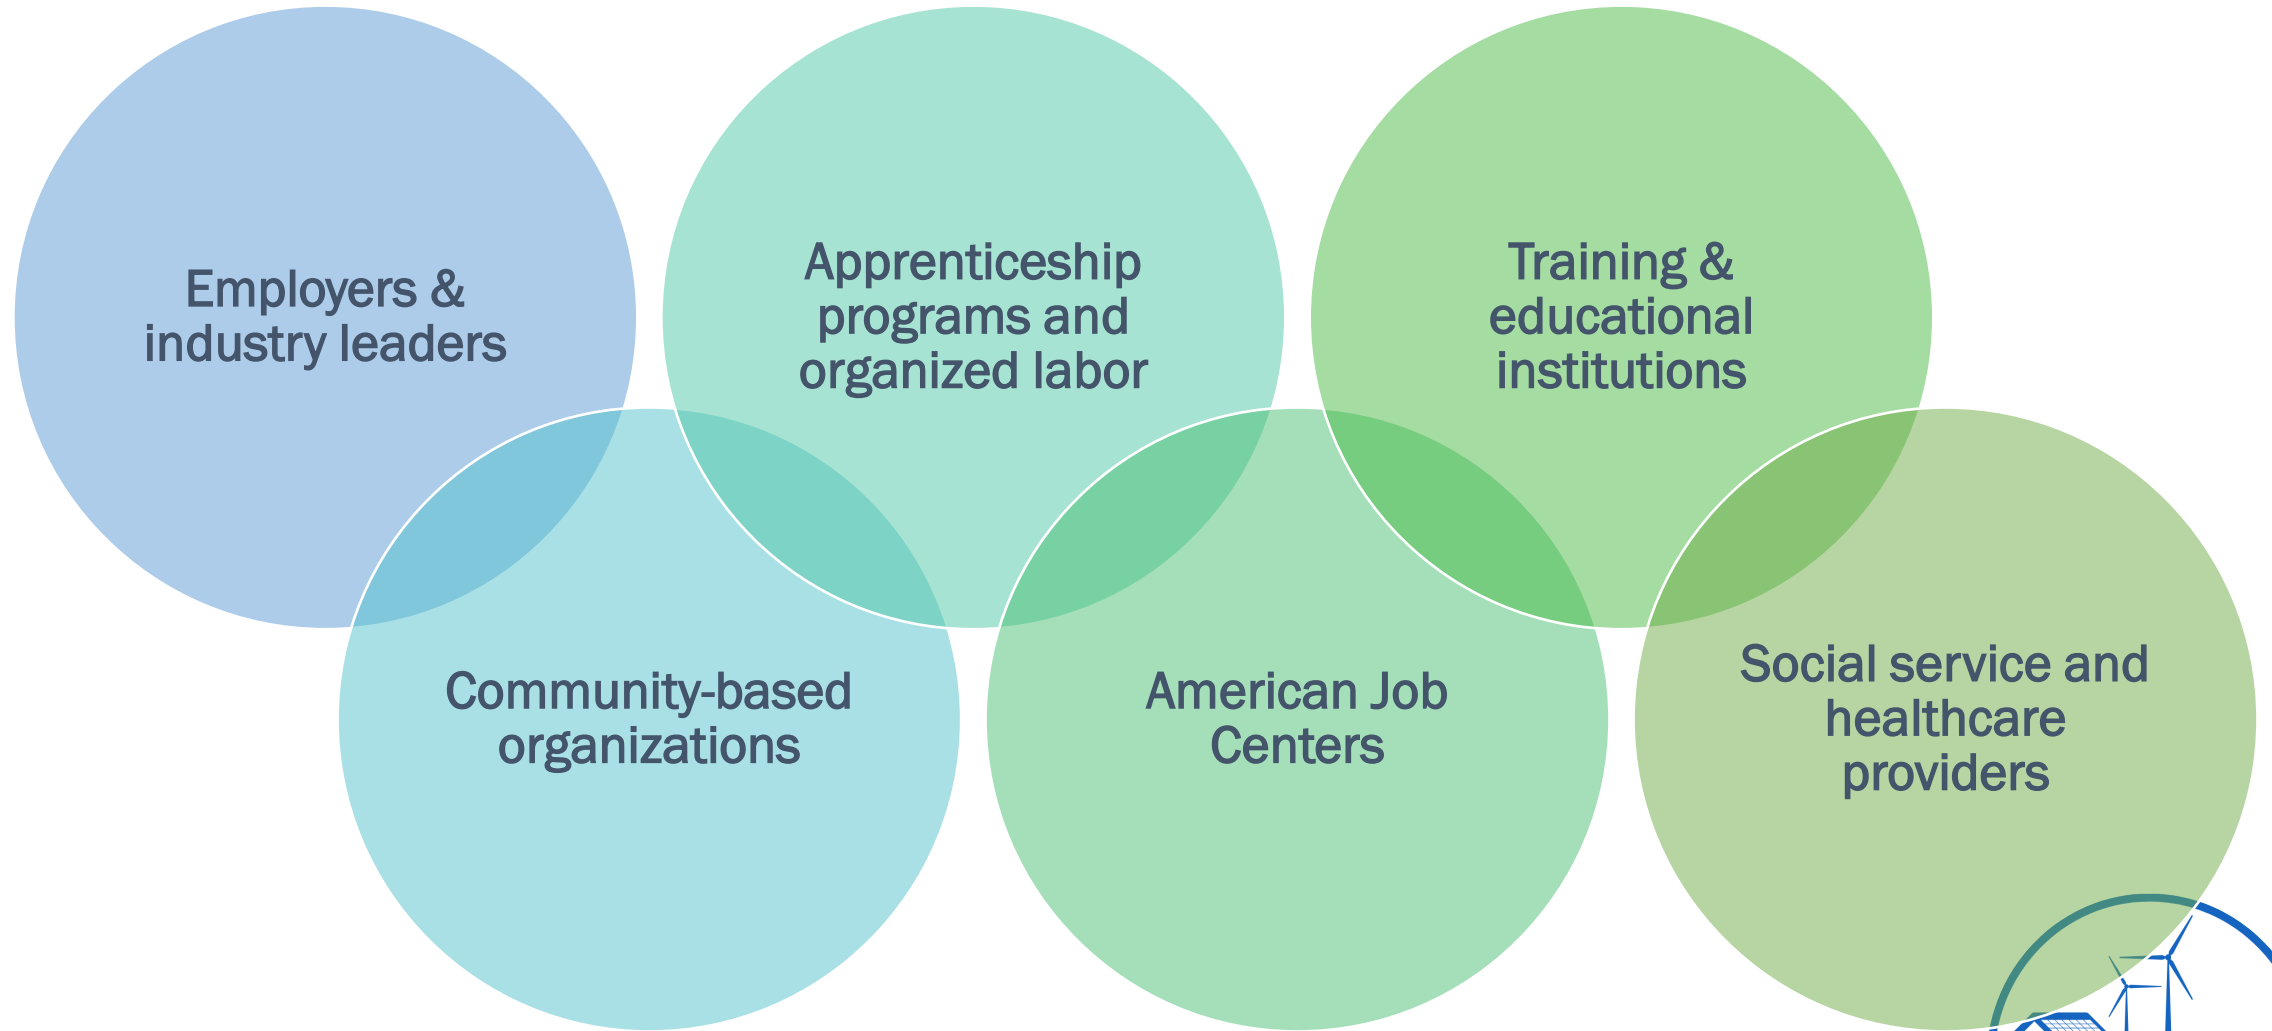 Employers &
industry leaders
Apprenticeship
programs and
organized labor
Training &
educational
institutions
Community-based
organizations
American Job
Centers
Social service and
healthcare
providers